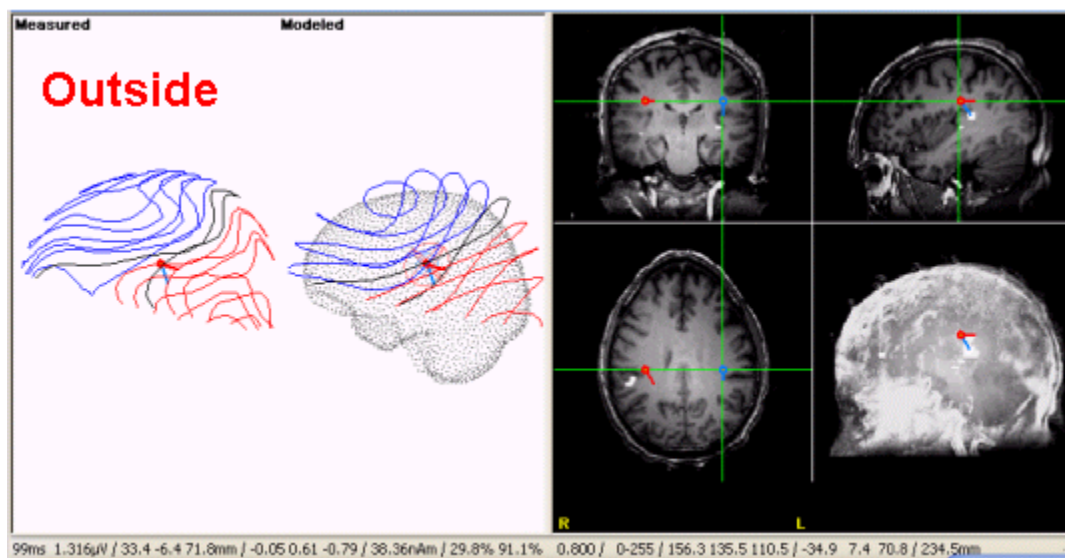 Measured Modeled
Outside
R L
99ms 1.316µV / 33.4 -6.4 71.8mm / -0.05 0.61 -0.79 / 38.36nAm / 29.8% 91.1% 0.800 / 0-255 / 156.3 135.5 110.5 / -34.9 7.4 70.8 / 234.5mm